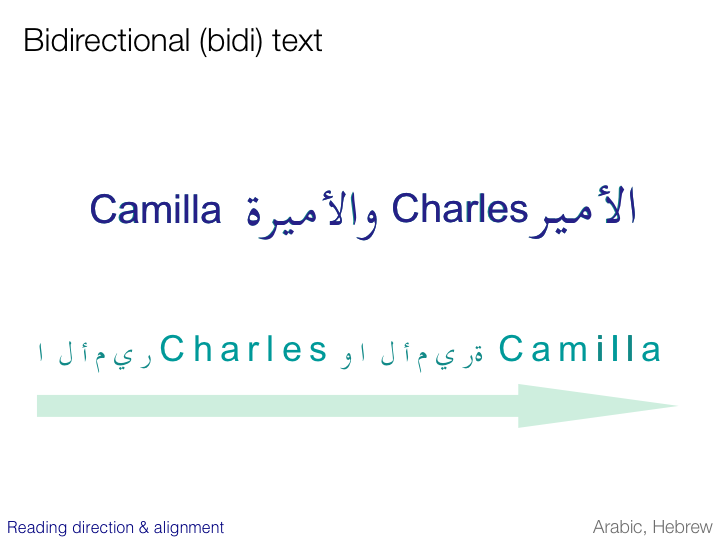 Bidirectional (bidi) text
الأمير Charles والأميرة Camilla
ا ل أ م ي ر C h a r l e s و ا ل أ م ي ر ة C a m i l l a
Reading direction & alignment
Arabic, Hebrew